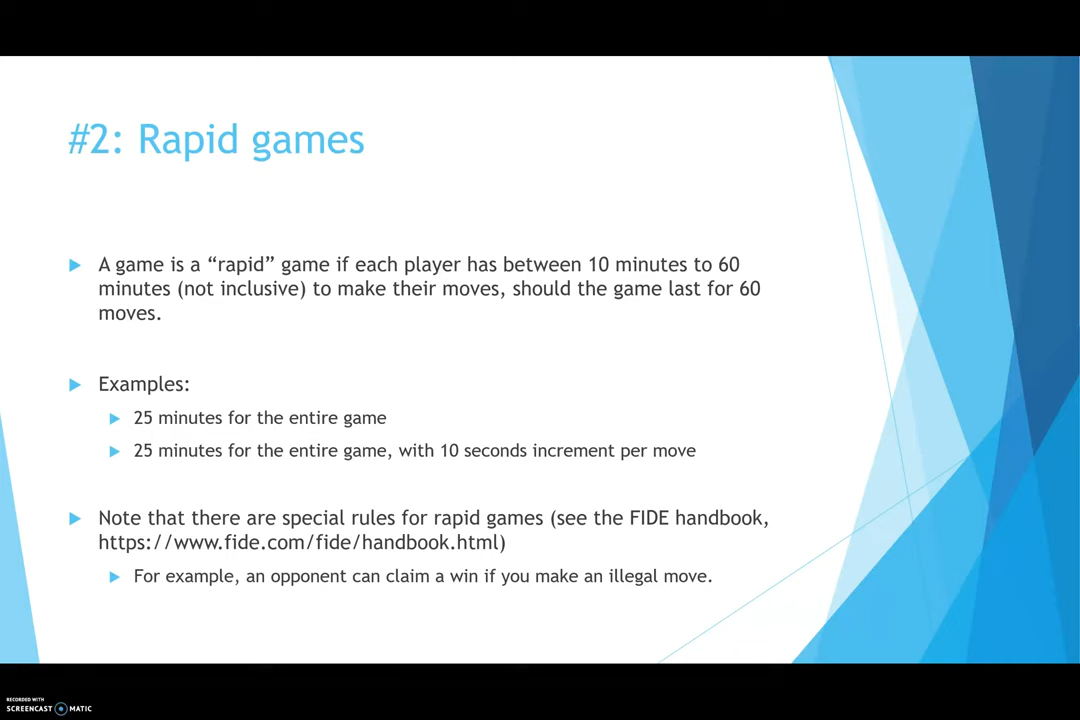 #2: Rapid games
A game is a “rapid” game if each player has between 10 minutes to 60
minutes (not inclusive) to make their moves, should the game last for 60
moves.
Examples:
25 minutes for the entire game
25 minutes for the entire game, with 10 seconds increment per move
Note that there are special rules for rapid games (see the FIDE handbook,
https://www.fide.com/fide/handbook.html)
For example, an opponent can claim a win if you make an illegal move.
RECORDED WITH
SCREENCAST MATIC